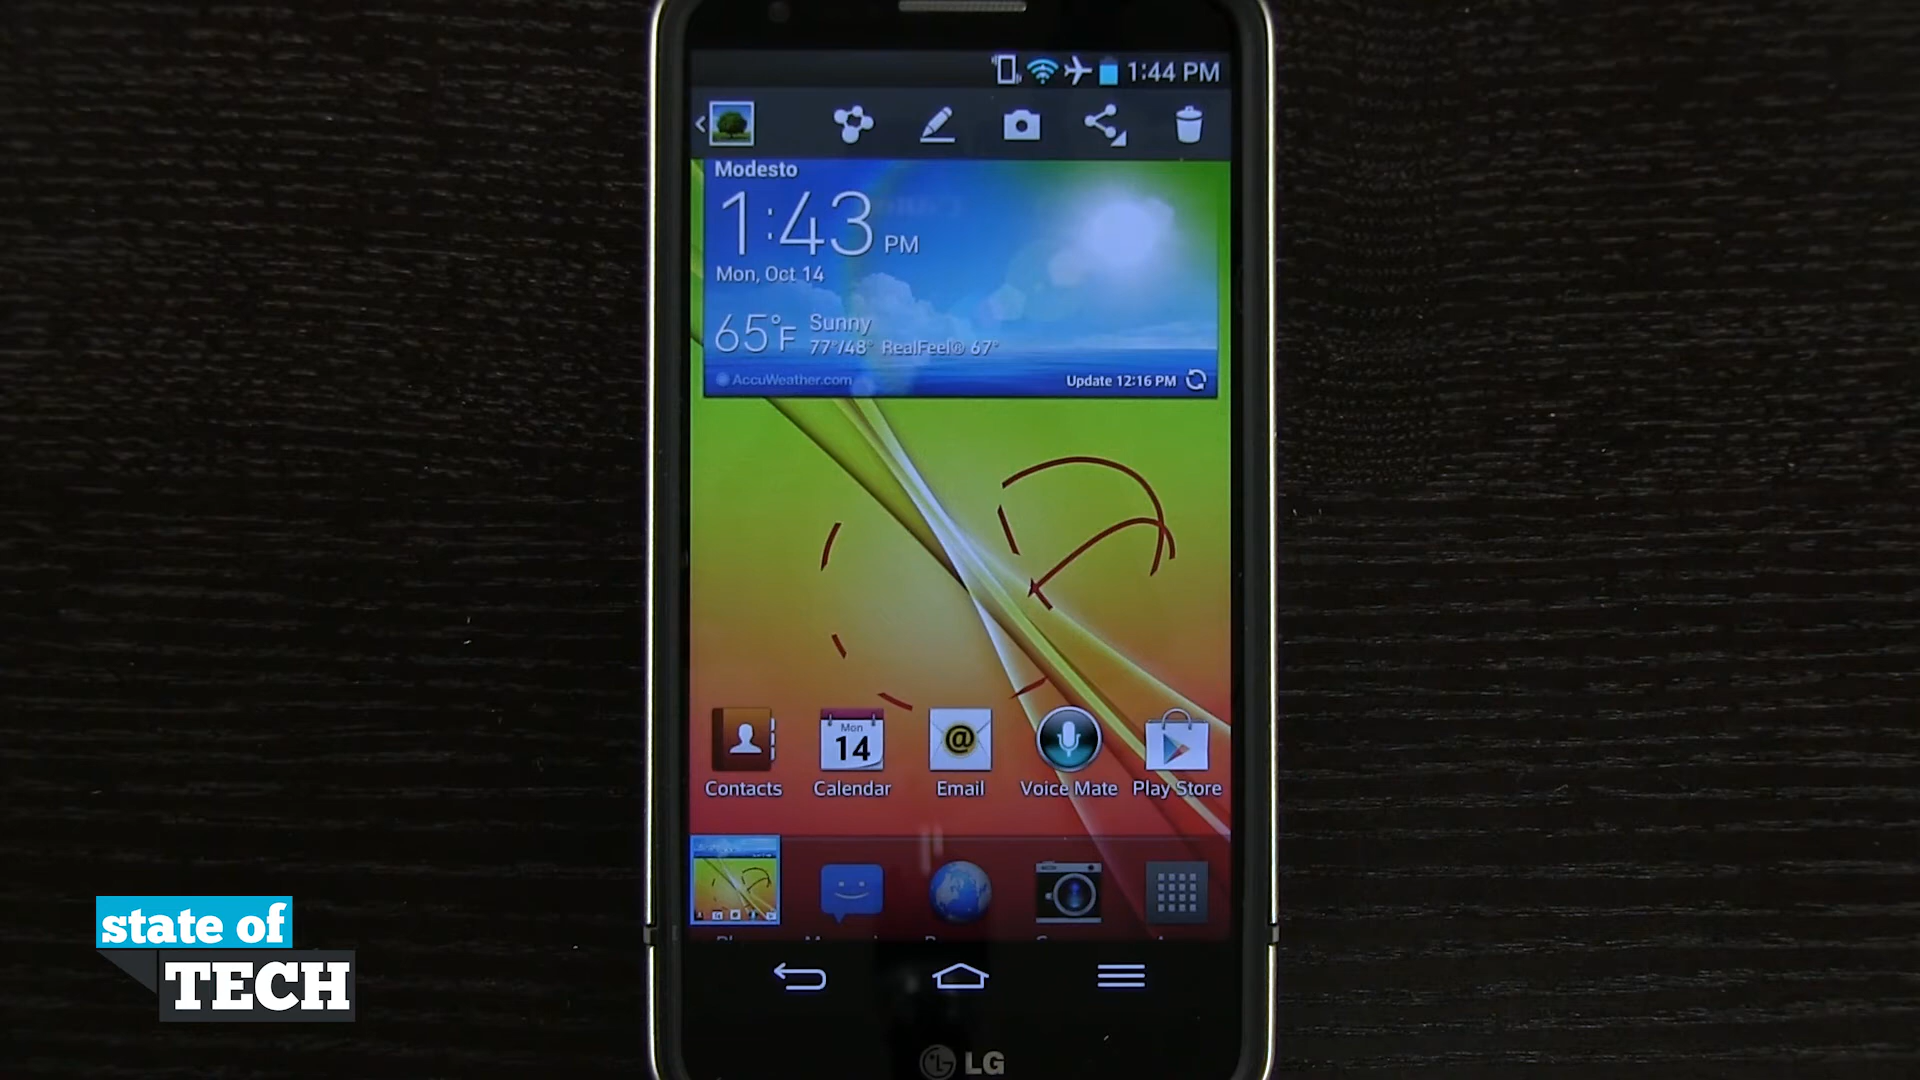 1:44 PM
Modesto
1:43 PM
Mon, Oct 14
65°F Sunny
77°/48° RealFeel® 67°
AccuWeather.com
Update 12:16 PM
Mon
14
@
Contacts
Calendar
Email
Voice Mate
Play Store
state of
TECH
LG